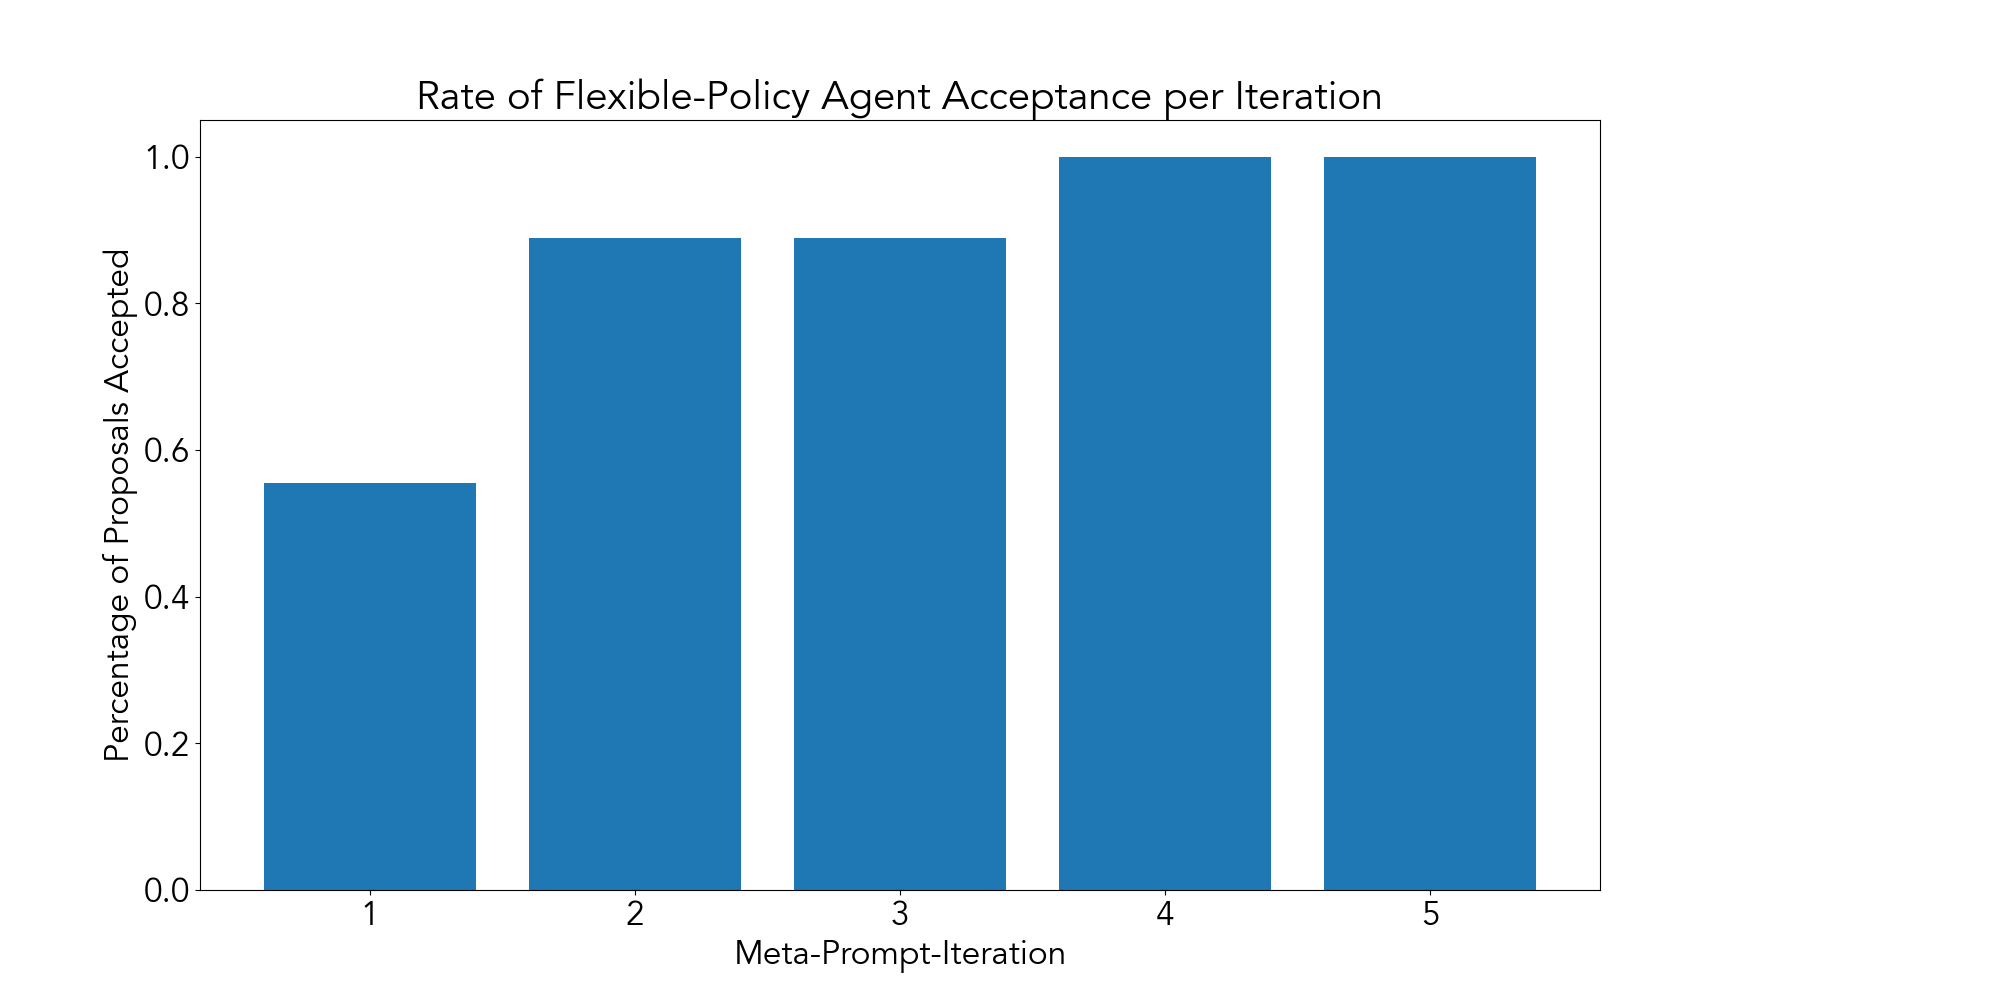 Rate of Flexible-Policy Agent Acceptance per Iteration
Percentage of Proposals Accepted
1.0
0.8
0.6
0.4
0.2
0.0
1 2 3 4 5
Meta-Prompt-Iteration